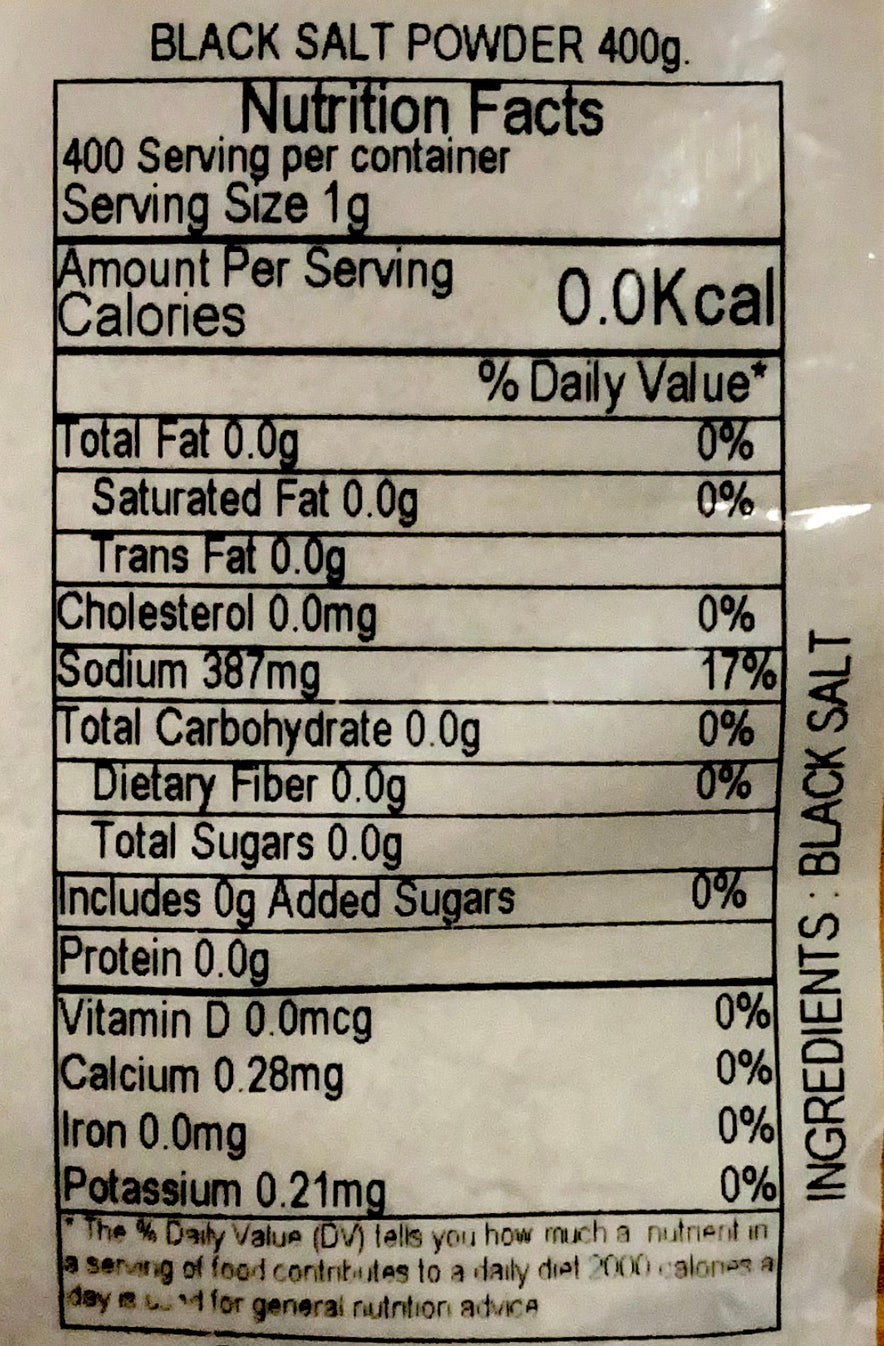 BLACK SALT POWDER 400g.
Nutrition Facts
400 Serving per container
Serving Size 1g
Amount Per Serving
Calories 0.0Kcal
% Daily Value*
Total Fat 0.0g 0%
Saturated Fat 0.0g 0%
Trans Fat 0.0g
Cholesterol 0.0mg 0%
Sodium 387mg 17%
Total Carbohydrate 0.0g 0%
Dietary Fiber 0.0g 0%
Total Sugars 0.0g
Includes 0g Added Sugars 0%
Protein 0.0g
Vitamin D 0.0mcg 0%
Calcium 0.28mg 0%
Iron 0.0mg 0%
Potassium 0.21mg 0%
* The % Daily Value (DV) tells you how much a nutrient in
a serving of food contributes to a daily diet 2000 calories a
day is for general nutrition advice
INGREDIENTS : BLACK SALT